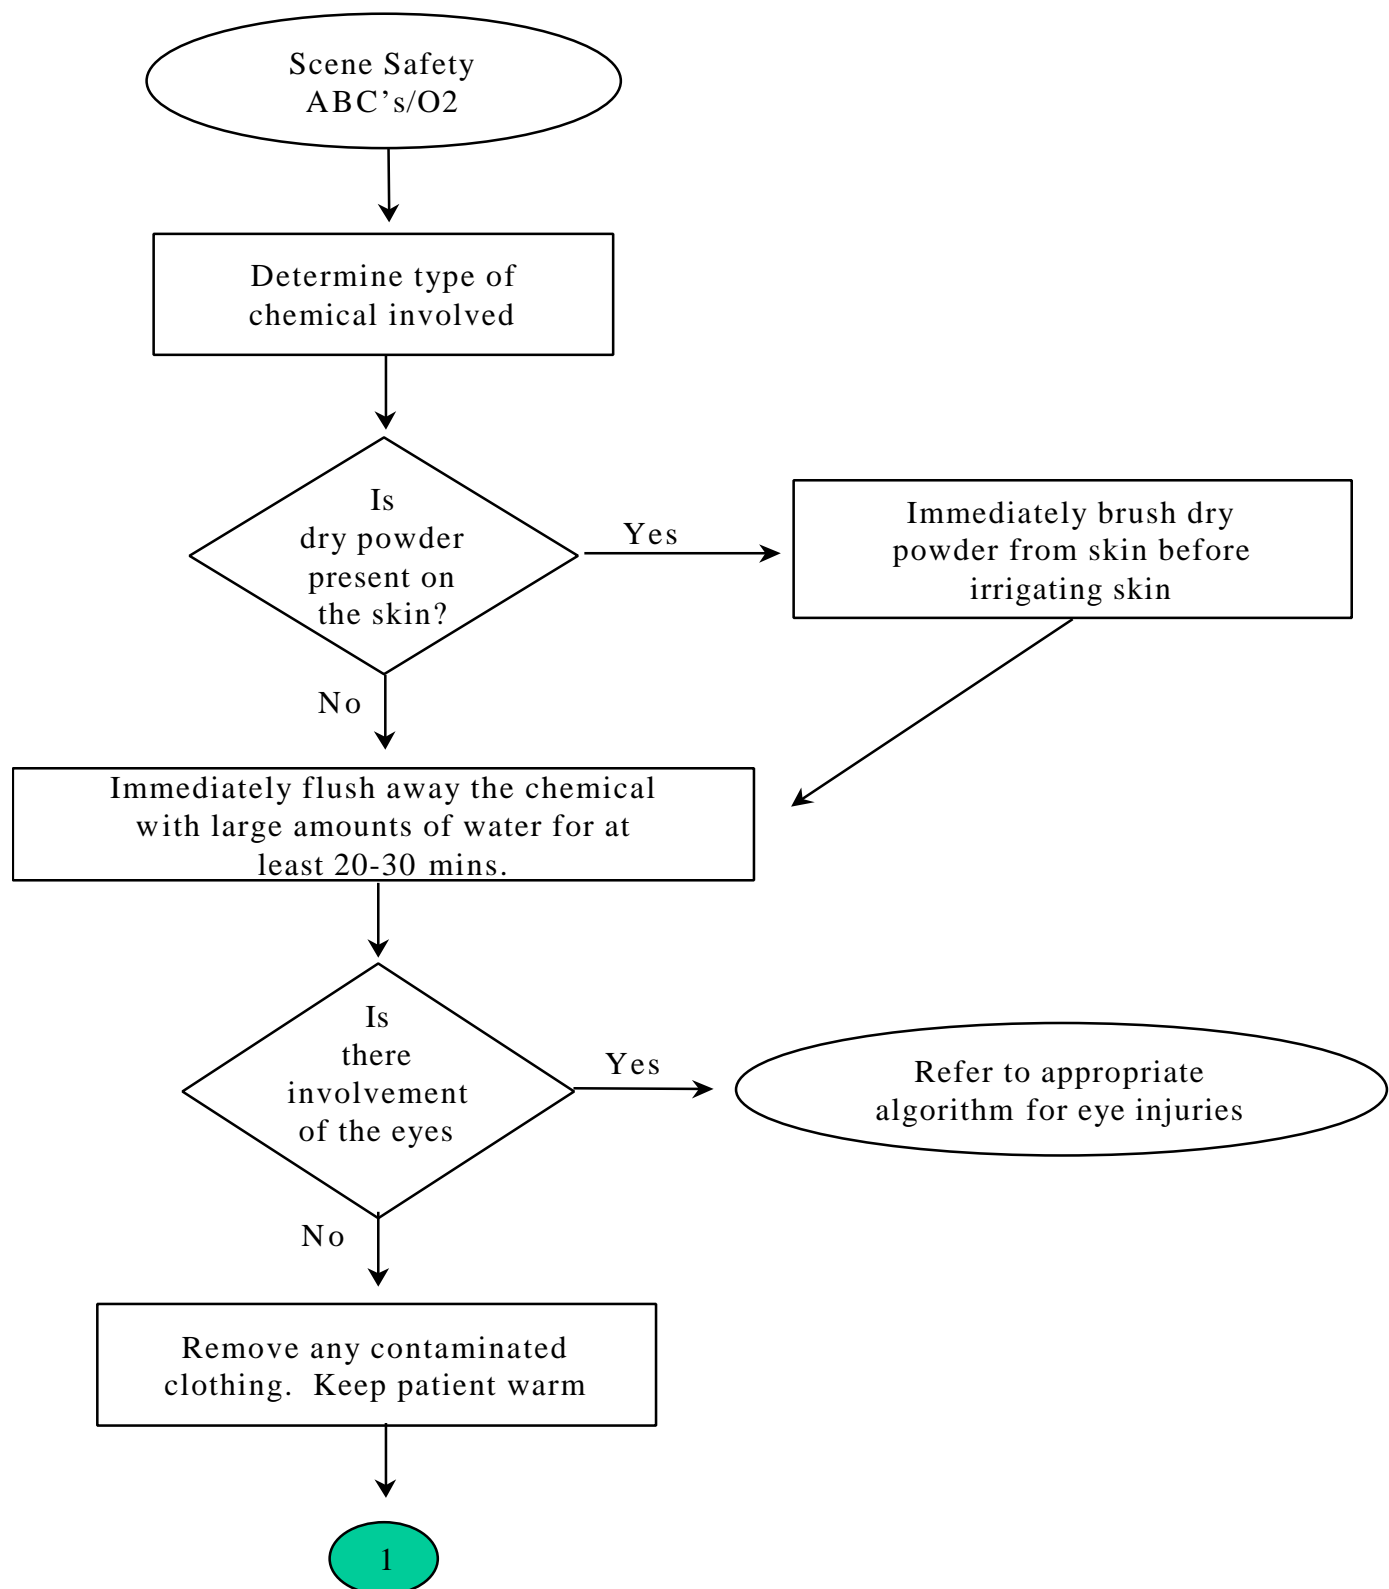 Scene Safety
ABC's/O2
Determine type of
chemical involved
Is
dry powder
present on
the skin?
Yes
Immediately brush dry
powder from skin before
irrigating skin
No
Immediately flush away the chemical
with large amounts of water for at
least 20-30 mins.
Is
there
involvement
of the eyes
Yes
Refer to appropriate
algorithm for eye injuries
No
Remove any contaminated
clothing.  Keep patient warm
1